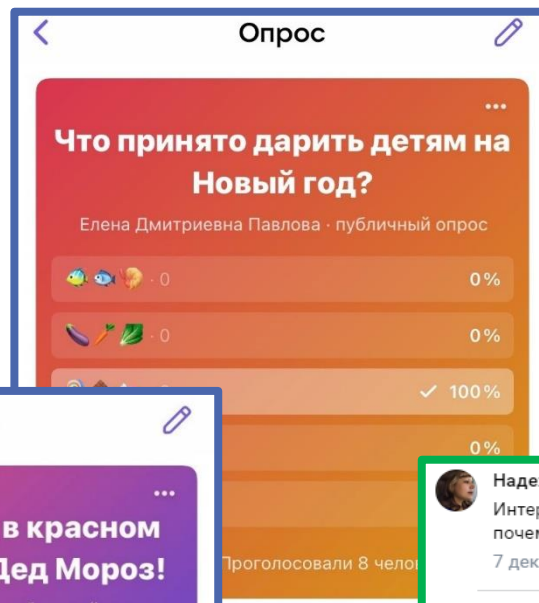 Опрос
Что принято дарить детям на
Новый год?
Елена Дмитриевна Павлова · публичный опрос
· 0 0%
· 0 0%
100%
0%
Проголосовали 8
в красном
Дед Мороз!
7